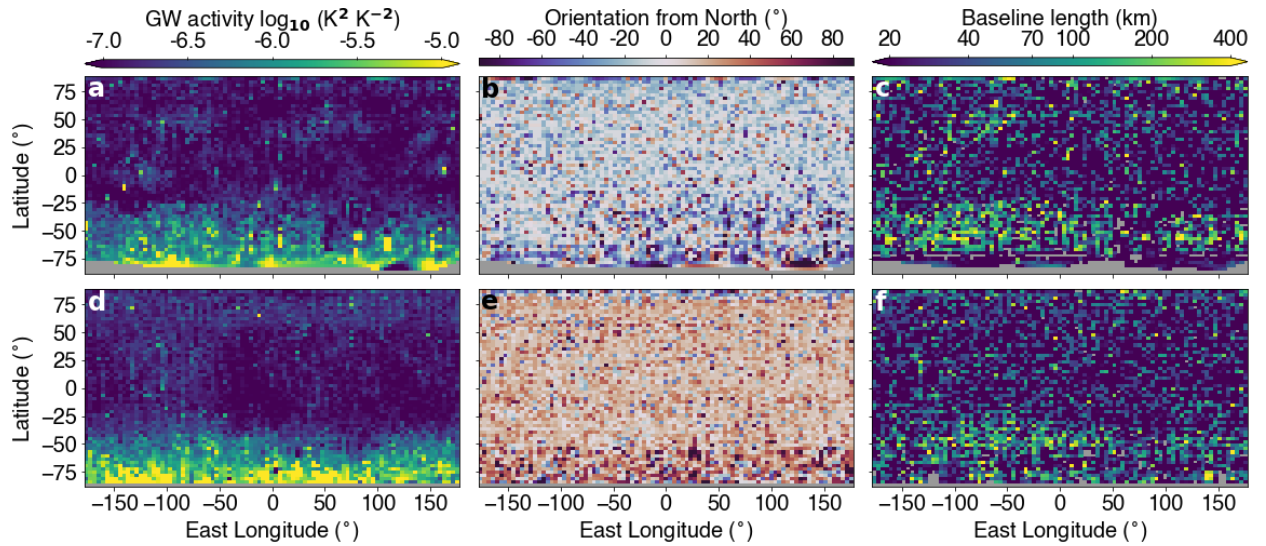 GW activity log₁₀ (K² K⁻²) Orientation from North (°) Baseline length (km)
-7.0 -6.5 -6.0 -5.5 -5.0 -80 -60 -40 -20 0 20 40 60 80 20 40 70 100 200 400
a b c
75 50 25 0 −25 −50 −75
Latitude (°)
d e f
75 50 25 0 −25 −50 −75
Latitude (°)
−150 −100 −50 0 50 100 150 −150 −100 −50 0 50 100 150 −150 −100 −50 0 50 100 150
East Longitude (°) East Longitude (°) East Longitude (°)